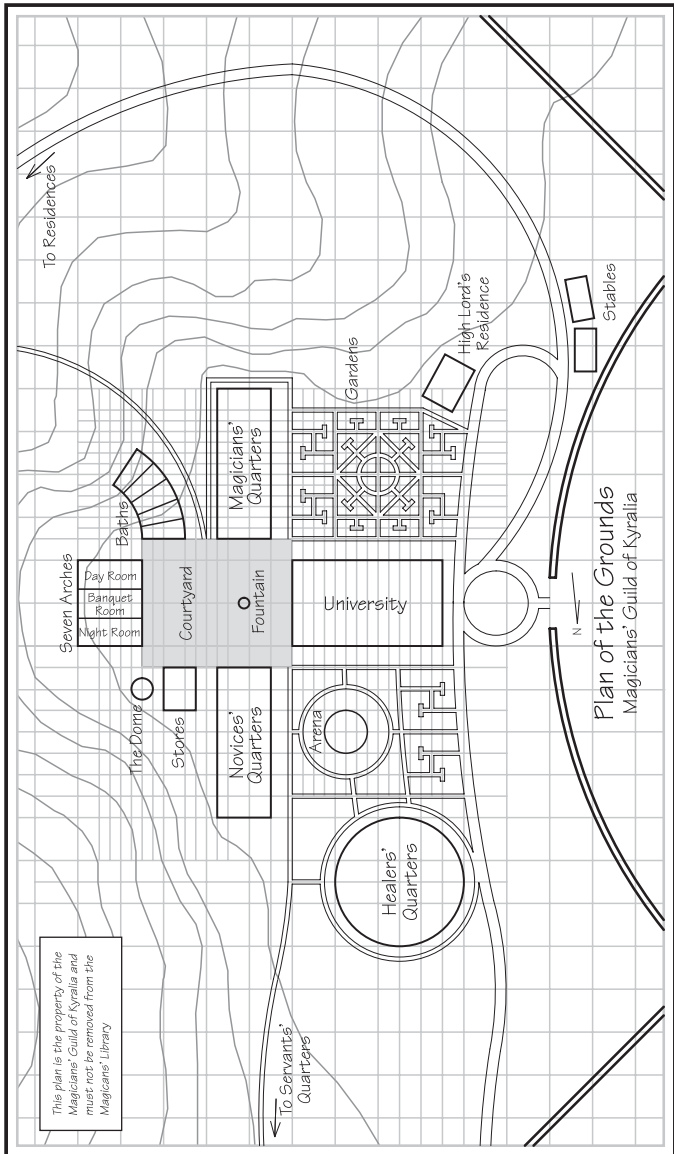 This plan is the property of the
Magicians' Guild of Kyralia and
must not be removed from the
Magicans' Library
To Residences
Seven Arches
Night Room
Banquet
Room
Day Room
Baths
The Dome
Stores
Courtyard
Novices'
Quarters
Fountain
Magicians'
Quarters
To Servants'
Quarters
Arena
University
Gardens
Healers'
Quarters
High Lord's
Residence
Stables
N
Plan of the Grounds
Magicians' Guild of Kyralia